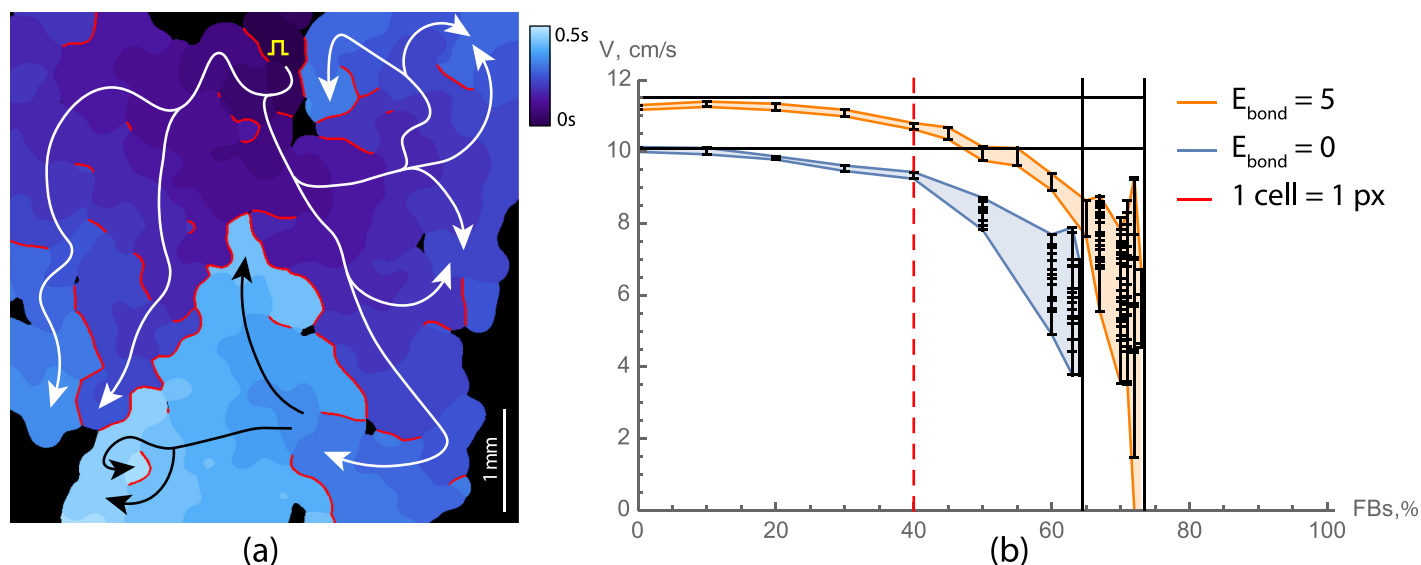 0.5s
0s
1 mm
(a)
V, cm/s
12
10
8
6
4
2
0
0
20
40
60
80
100
FBs,%
E_bond = 5
E_bond = 0
1 cell = 1 px
(b)